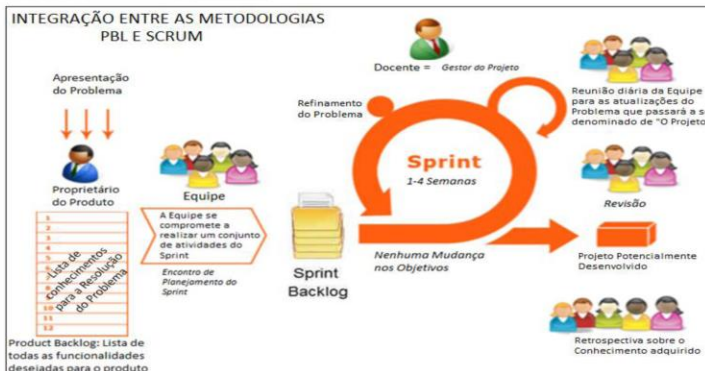 INTEGRAÇÃO ENTRE AS METODOLOGIAS
PBL E SCRUM
Apresentação
do Problema
Proprietário
do Produto
1
2
3
4
5
6
7
8
9
10
11
12
Lista de
conhecimentos
para a Resolução
do Problema
Product Backlog: Lista de
todas as funcionalidades
desejadas para o produto
Equipe
A Equipe se
compromete a
realizar um conjunto
de atividades do
Sprint
Encontro de
Planejamento do
Sprint
Sprint
Backlog
Docente = Gestor do Projeto
Refinamento
do Problema
Sprint
1-4 Semanas
Nenhuma Mudança
nos Objetivos
Reunião diária da Equipe
para as atualizações do
Problema que passará a s
denominado de "O Projeto
Revisão
Projeto Potencialmente
Desenvolvido
Retrospectiva sobre o
Conhecimento adquirido